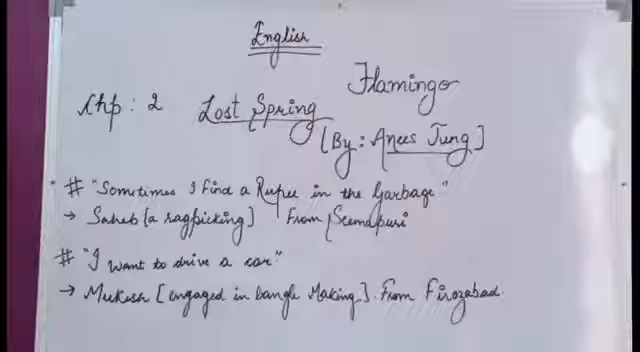 English
Flamingo
Chp : 2 Lost Spring
[By : Anees Jung]
# "Sometimes I Find a Rupee in the Garbage"
→ Saheb [a ragpicking] From Seemapuri
# "I want to drive a car"
→ Mukesh [engaged in bangle Making]. From Firozabad.